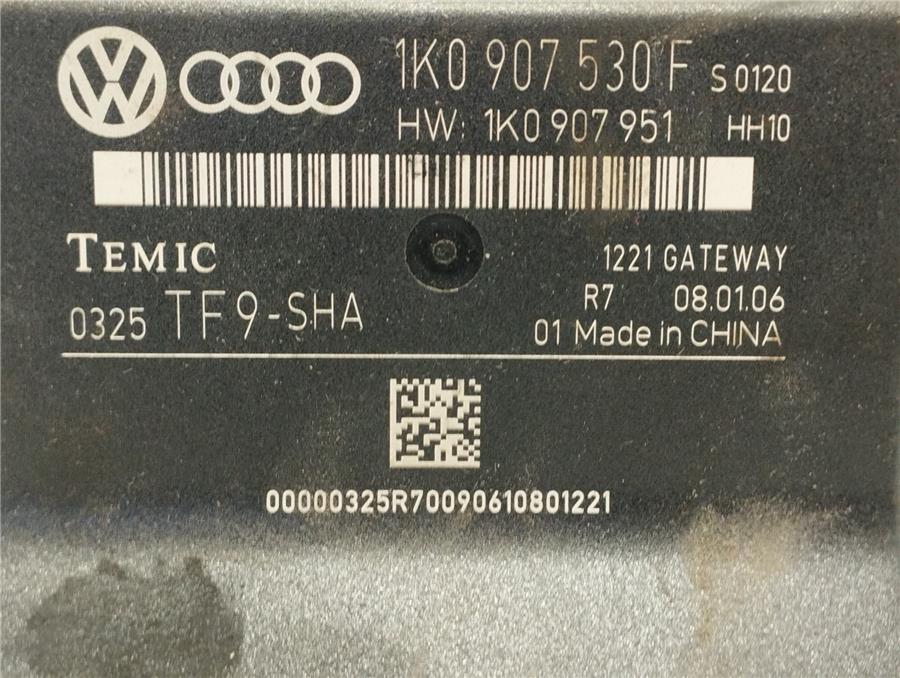 1K0 907 530 F S 0120
HW: 1K0 907 951 HH10
TEMIC 1221 GATEWAY
0325 TF9-SHA R7 08.01.06
01 Made in CHINA
00000325R70090610801221